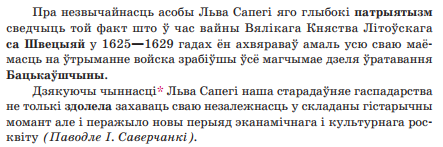 Пра незвычайнасць асобы Льва Сапегі яго глыбокі патрыятызм
сведчыць той факт што ў час вайны Вялікага Княства Літоўскага
са Швецыяй у 1625—1629 гадах ён ахвяраваў амаль усю сваю маё-
масць на ўтрыманне войска зрабіўшы ўсё магчымае дзеля ўратавання
Бацькаўшчыны.
Дзякуючы чыннасці* Льва Сапегі наша старадаўняе гаспадарства
не толькі здолела захаваць сваю незалежнасць у складаны гістарычны
момант але і перажыло новы перыяд эканамічнага і культурнага рос-
квіту (Паводле І. Саверчанкі).